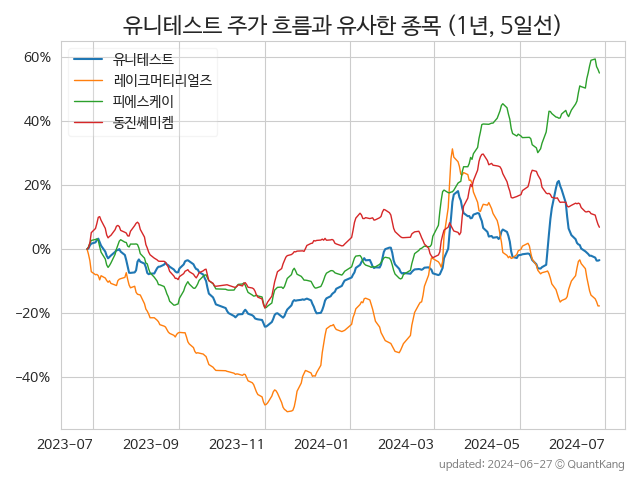 유니테스트 주가 흐름과 유사한 종목 (1년, 5일선)
유니테스트
레이크머티리얼즈
피에스케이
동진쎄미켐
60%
40%
20%
0%
−20%
−40%
2023-07 2023-09 2023-11 2024-01 2024-03 2024-05 2024-07
updated: 2024-06-27 © QuantKang